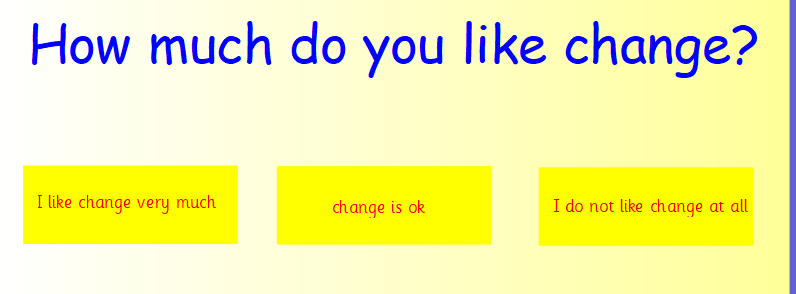 How much do you like change?
I like change very much
change is ok
I do not like change at all